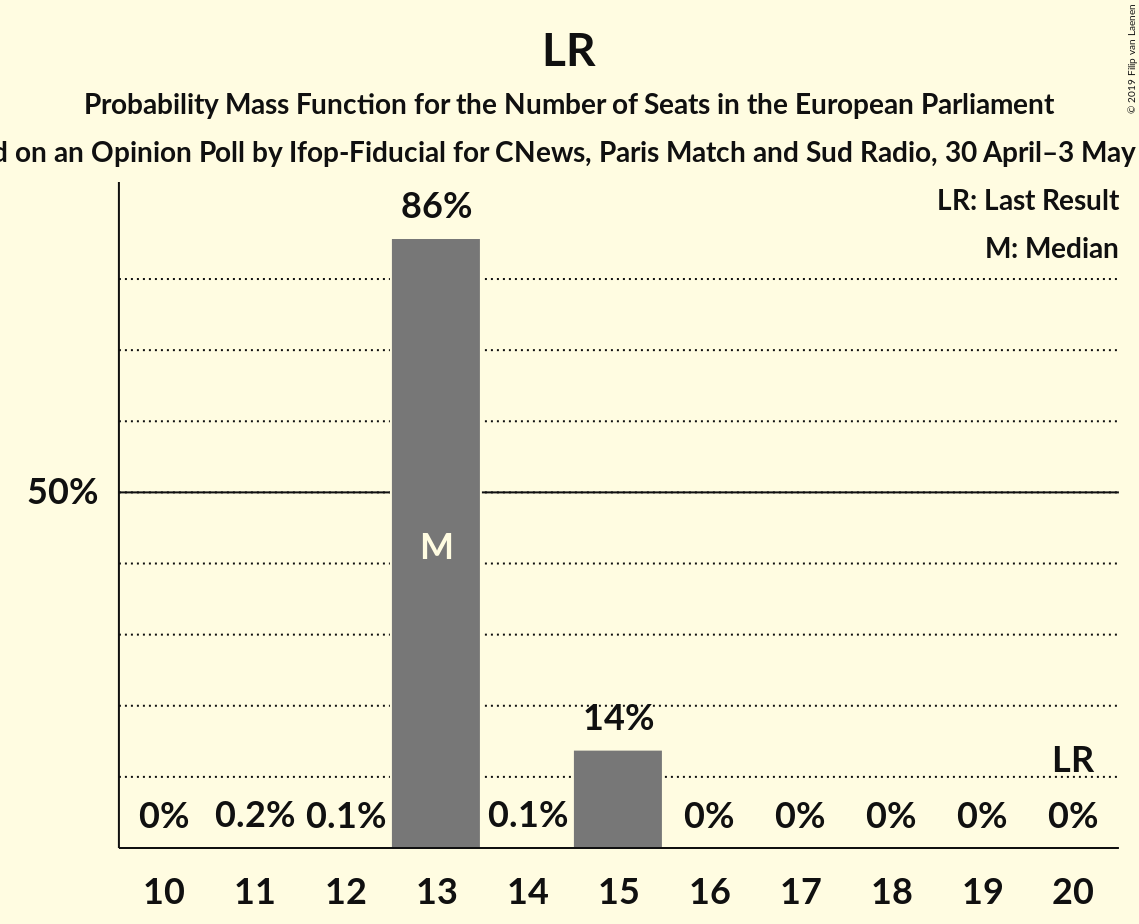 LR
Probability Mass Function for the Number of Seats in the European Parliament
on an Opinion Poll by Ifop-Fiducial for CNews, Paris Match and Sud Radio, 30 April–3 May
© 2019 Filip van Laenen
LR: Last Result
M: Median
86%
50%
M
14%
LR
0% 0.2% 0.1% 0.1% 0% 0% 0% 0% 0%
10 11 12 13 14 15 16 17 18 19 20